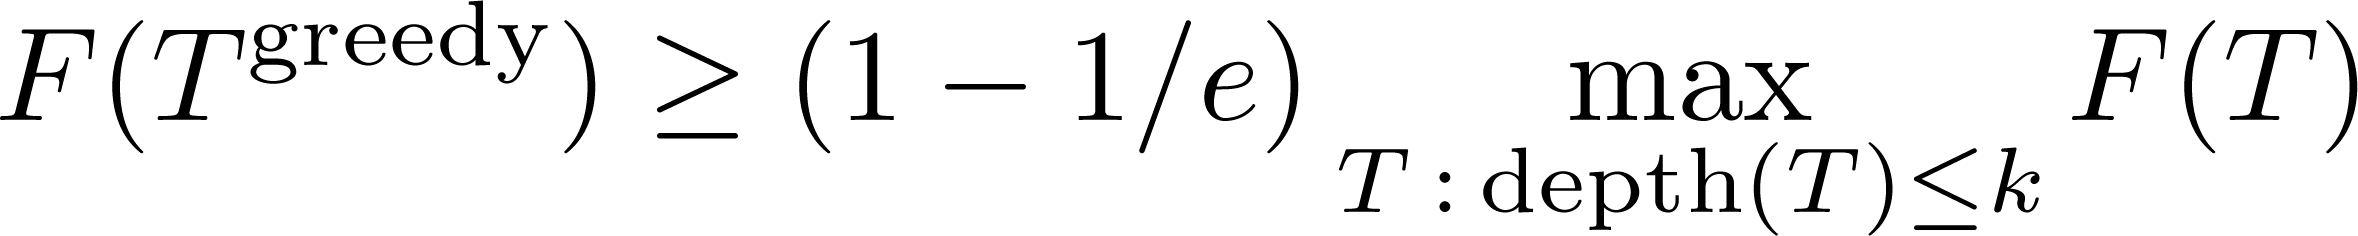 F(T^greedy) ≥ (1 − 1/e) max_{T : depth(T)≤k} F(T)